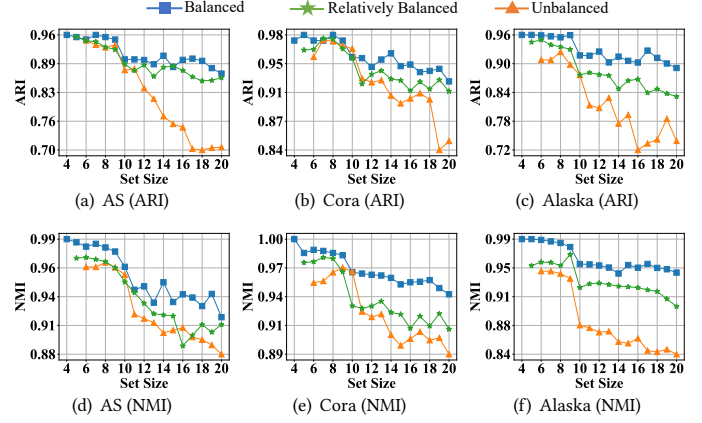 Balanced Relatively Balanced Unbalanced
0.96 0.89 0.83 0.76 0.70
ARI
4 6 8 10 12 14 16 18 20
Set Size
(a) AS (ARI)
0.98 0.95 0.91 0.87 0.84
ARI
4 6 8 10 12 14 16 18 20
Set Size
(b) Cora (ARI)
0.96 0.90 0.84 0.78 0.72
ARI
4 6 8 10 12 14 16 18 20
Set Size
(c) Alaska (ARI)
0.99 0.96 0.94 0.91 0.88
NMI
4 6 8 10 12 14 16 18 20
Set Size
(d) AS (NMI)
1.00 0.97 0.94 0.91 0.89
NMI
4 6 8 10 12 14 16 18 20
Set Size
(e) Cora (NMI)
0.99 0.95 0.91 0.88 0.84
NMI
4 6 8 10 12 14 16 18 20
Set Size
(f) Alaska (NMI)